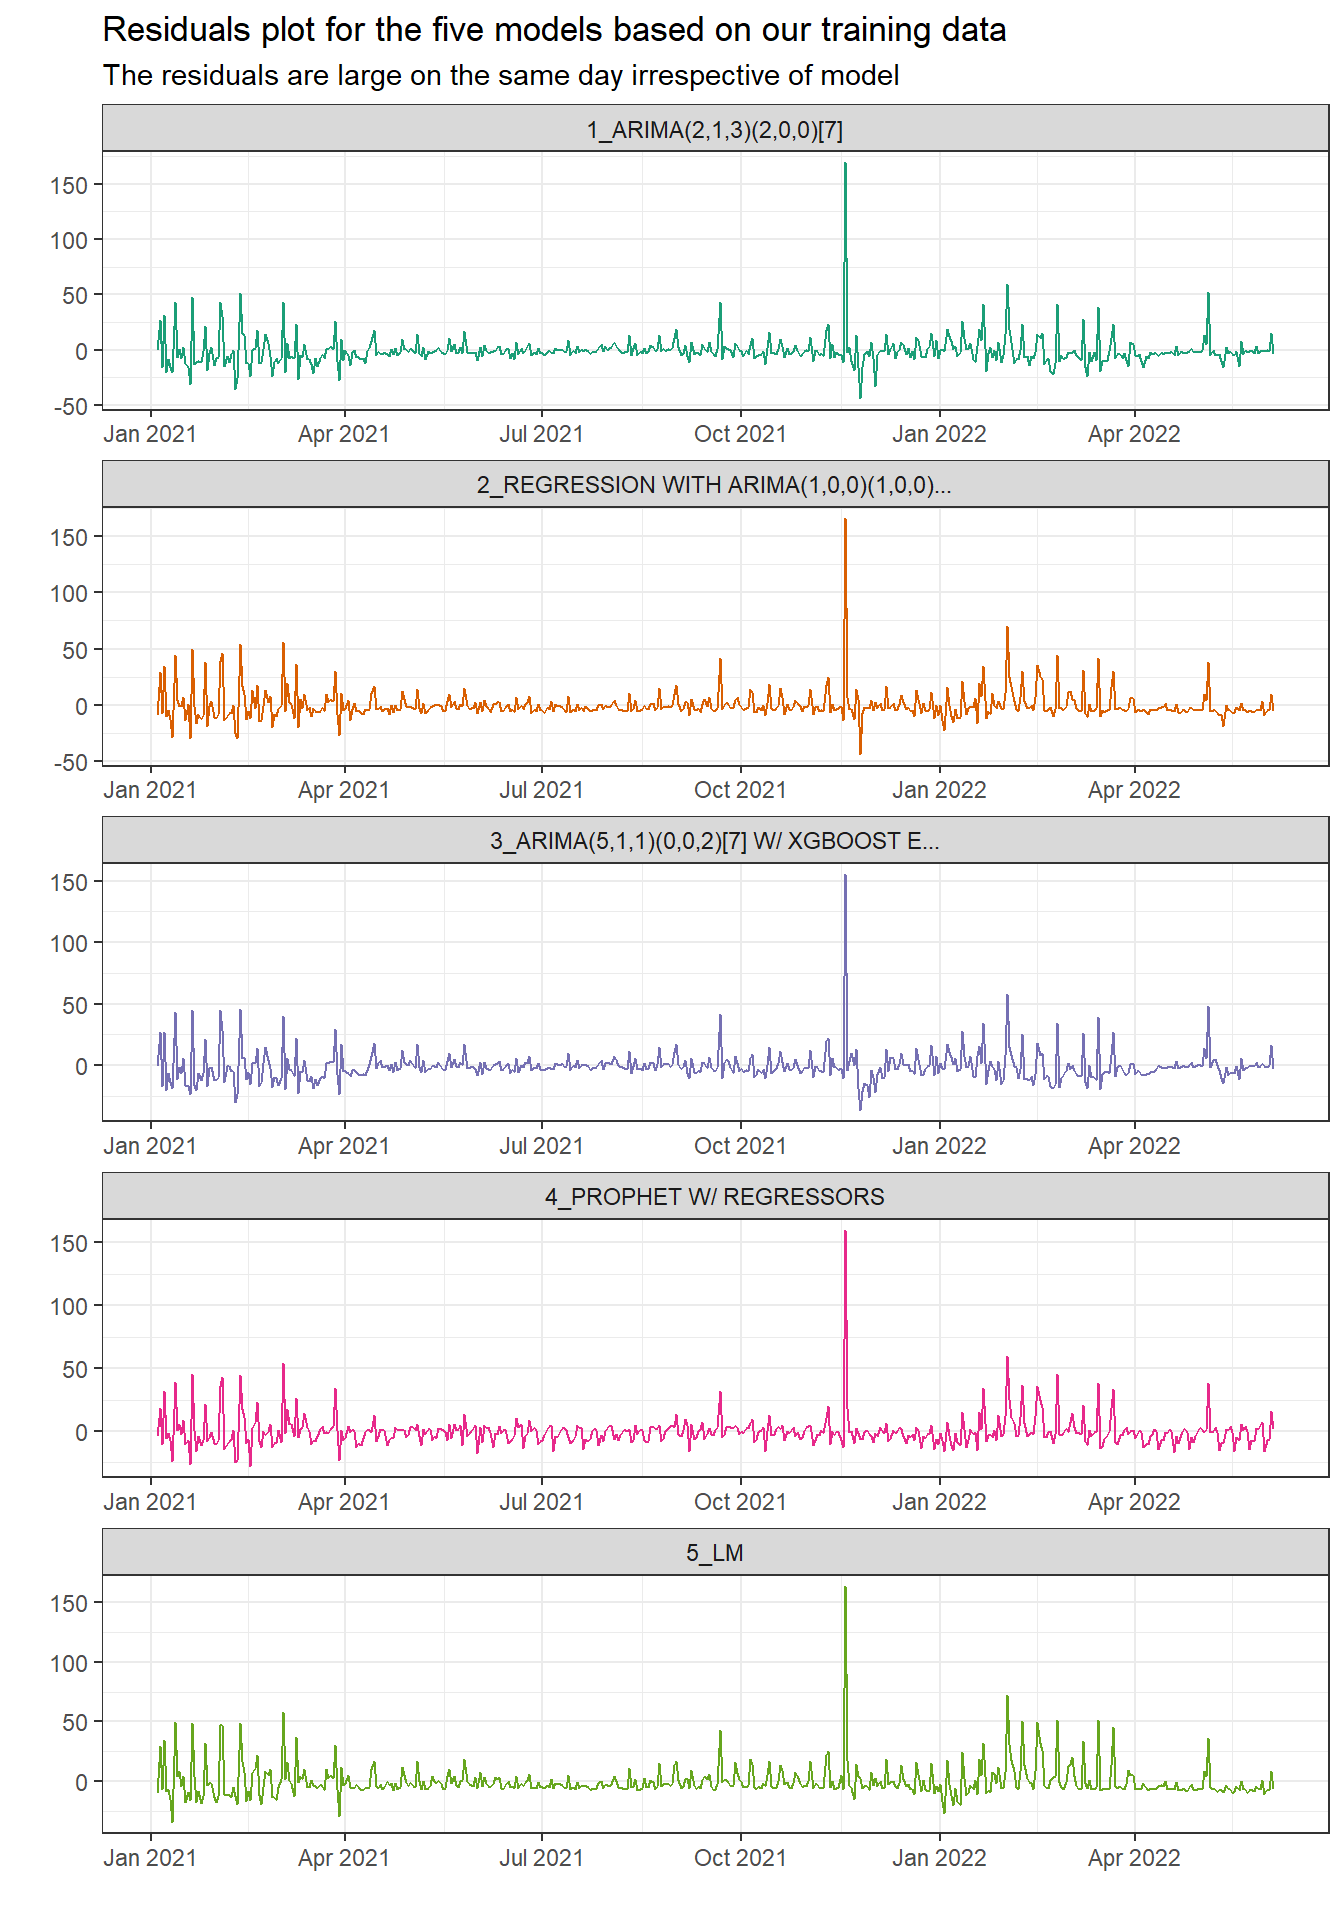 Residuals plot for the five models based on our training data
The residuals are large on the same day irrespective of model
1_ARIMA(2,1,3)(2,0,0)[7]
150
100
50
0
-50
Jan 2021 Apr 2021 Jul 2021 Oct 2021 Jan 2022 Apr 2022
2_REGRESSION WITH ARIMA(1,0,0)(1,0,0)...
150
100
50
0
-50
Jan 2021 Apr 2021 Jul 2021 Oct 2021 Jan 2022 Apr 2022
3_ARIMA(5,1,1)(0,0,2)[7] W/ XGBOOST E...
150
100
50
0
Jan 2021 Apr 2021 Jul 2021 Oct 2021 Jan 2022 Apr 2022
4_PROPHET W/ REGRESSORS
150
100
50
0
Jan 2021 Apr 2021 Jul 2021 Oct 2021 Jan 2022 Apr 2022
5_LM
150
100
50
0
Jan 2021 Apr 2021 Jul 2021 Oct 2021 Jan 2022 Apr 2022